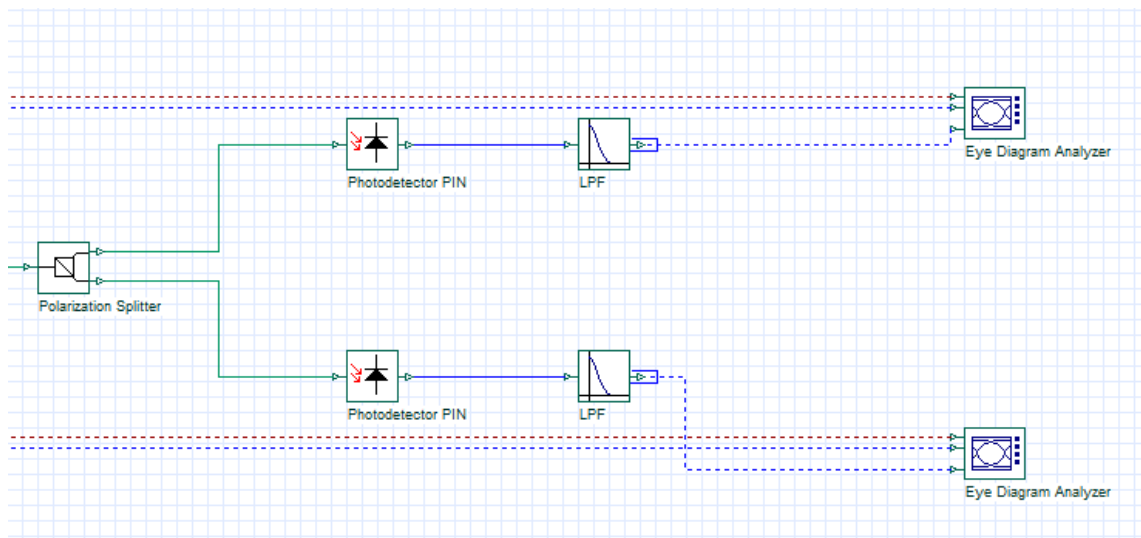 Eye Diagram Analyzer
Photodetector PIN
LPF
Polarization Splitter
Photodetector PIN
LPF
Eye Diagram Analyzer